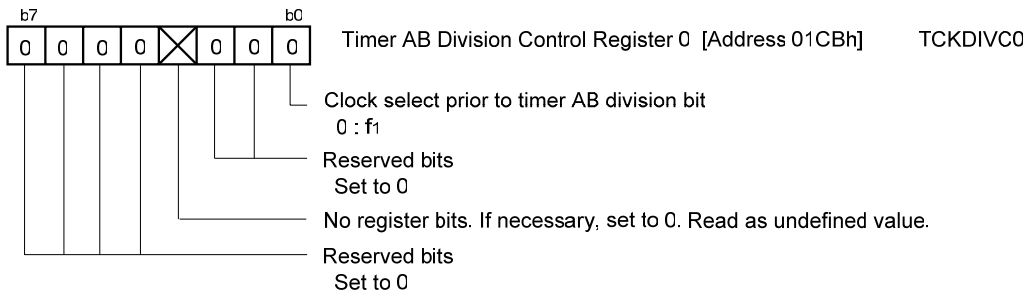 b7 b0
0 0 0 0 0 0 0 Timer AB Division Control Register 0 [Address 01CBh] TCKDIVC0
Clock select prior to timer AB division bit
0 : f1
Reserved bits
Set to 0
No register bits. If necessary, set to 0. Read as undefined value.
Reserved bits
Set to 0